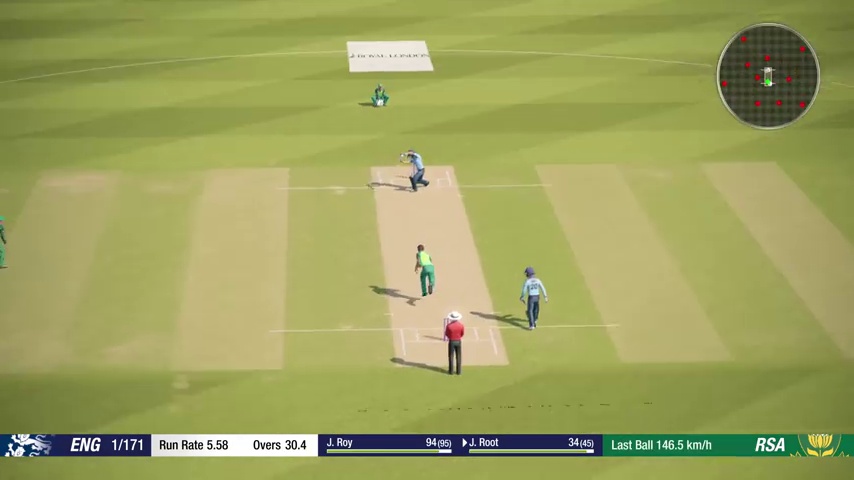 ROYAL LONDON
ENG 1/171 Run Rate 5.58 Overs 30.4 J. Roy 94 (95) J. Root 34 (45) Last Ball 146.5 km/h RSA